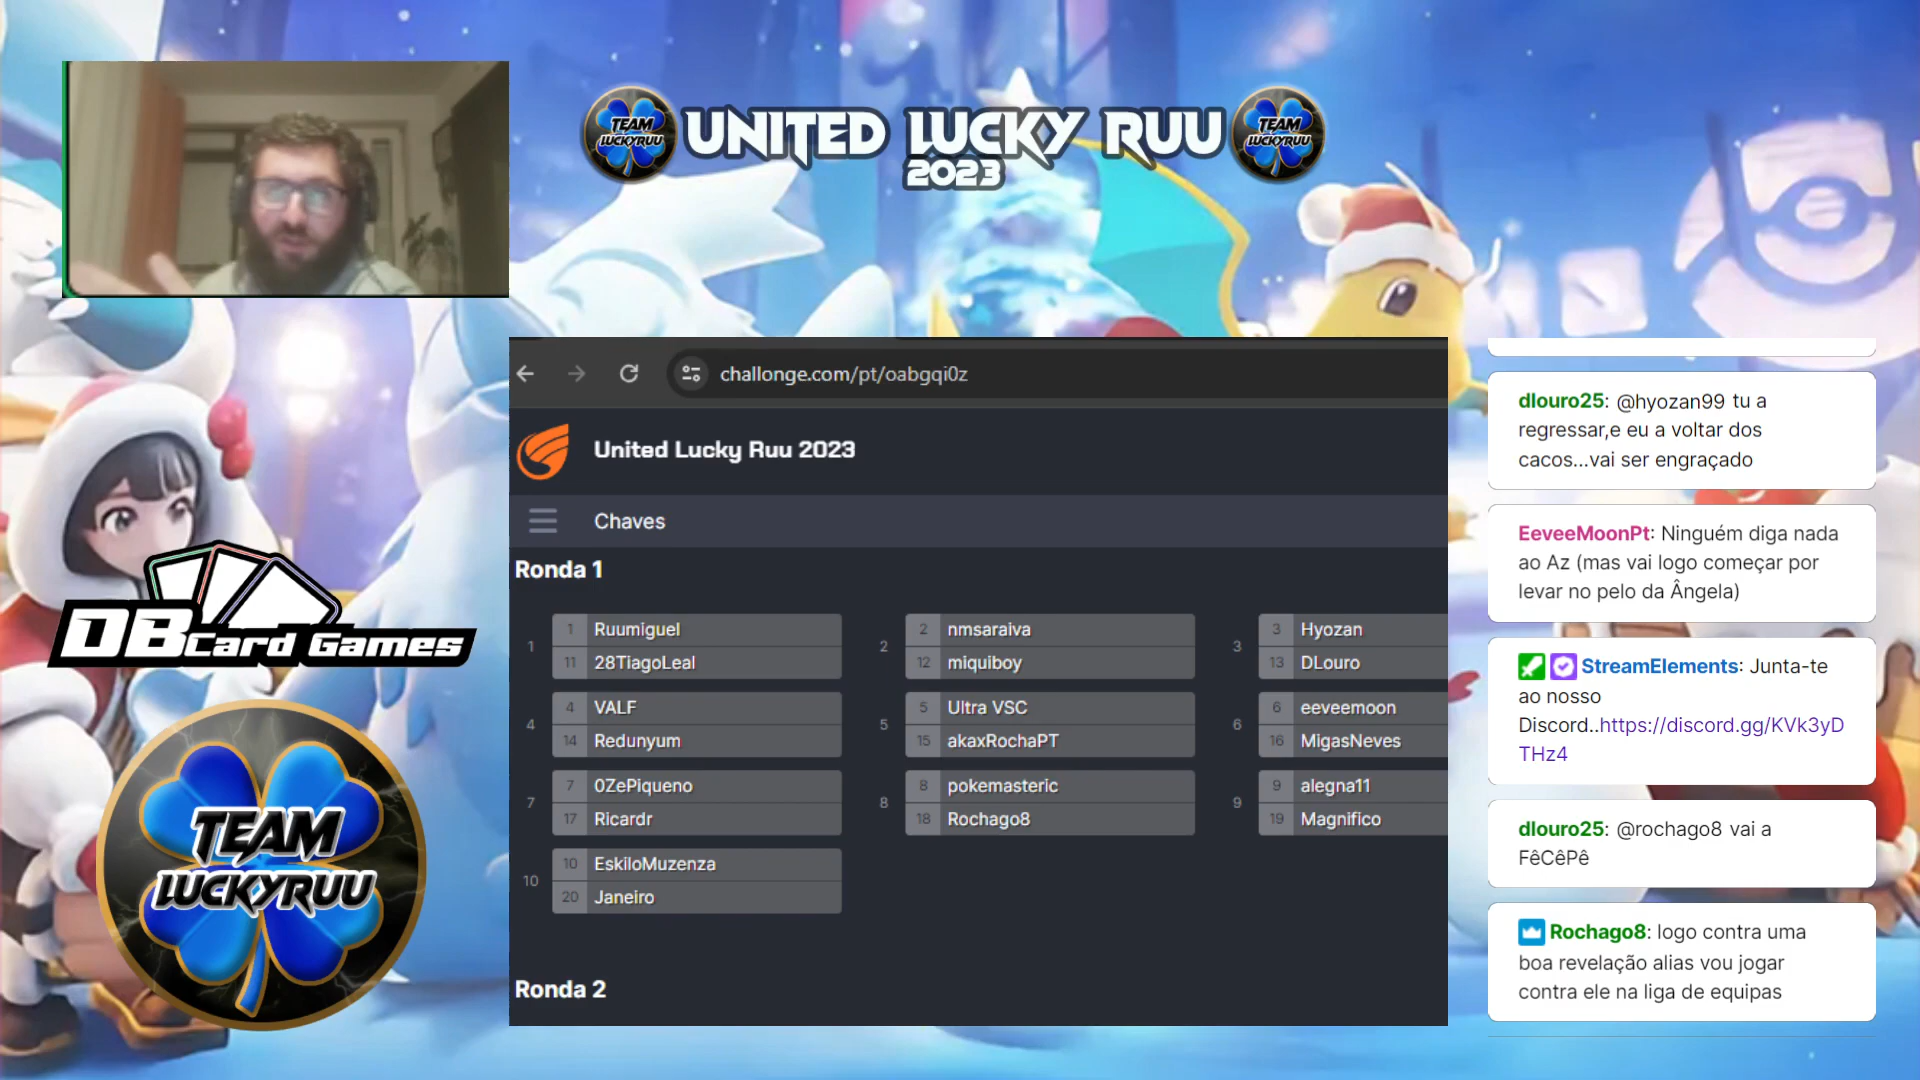 TEAM
LUCKYRUU
UNITED LUCKY RUU
2023
TEAM
LUCKYRUU
challonge.com/pt/oabgqi0z
United Lucky Ruu 2023
Chaves
Ronda 1
1
1 Ruumiguel
11 28TiagoLeal
2
2 nmsaraiva
12 miquiboy
3
3 Hyozan
13 DLouro
4
4 VALF
14 Redunyum
5
5 Ultra VSC
15 akaxRochaPT
6
6 eeveemoon
16 MigasNeves
7
7 0ZePiqueno
17 Ricardr
8
8 pokemasteric
18 Rochago8
9
9 alegna11
19 Magnifico
10
10 EskiloMuzenza
20 Janeiro
Ronda 2
DBCard Games
TEAM
LUCKYRUU
dlouro25: @hyozan99 tu a
regressar,e eu a voltar dos
cacos...vai ser engraçado
EeveeMoonPt: Ninguém diga nada
ao Az (mas vai logo começar por
levar no pelo da Ângela)
StreamElements: Junta-te
ao nosso
Discord..https://discord.gg/KVk3yD
THz4
dlouro25: @rochago8 vai a
FêCêPê
Rochago8: logo contra uma
boa revelação alias vou jogar
contra ele na liga de equipas